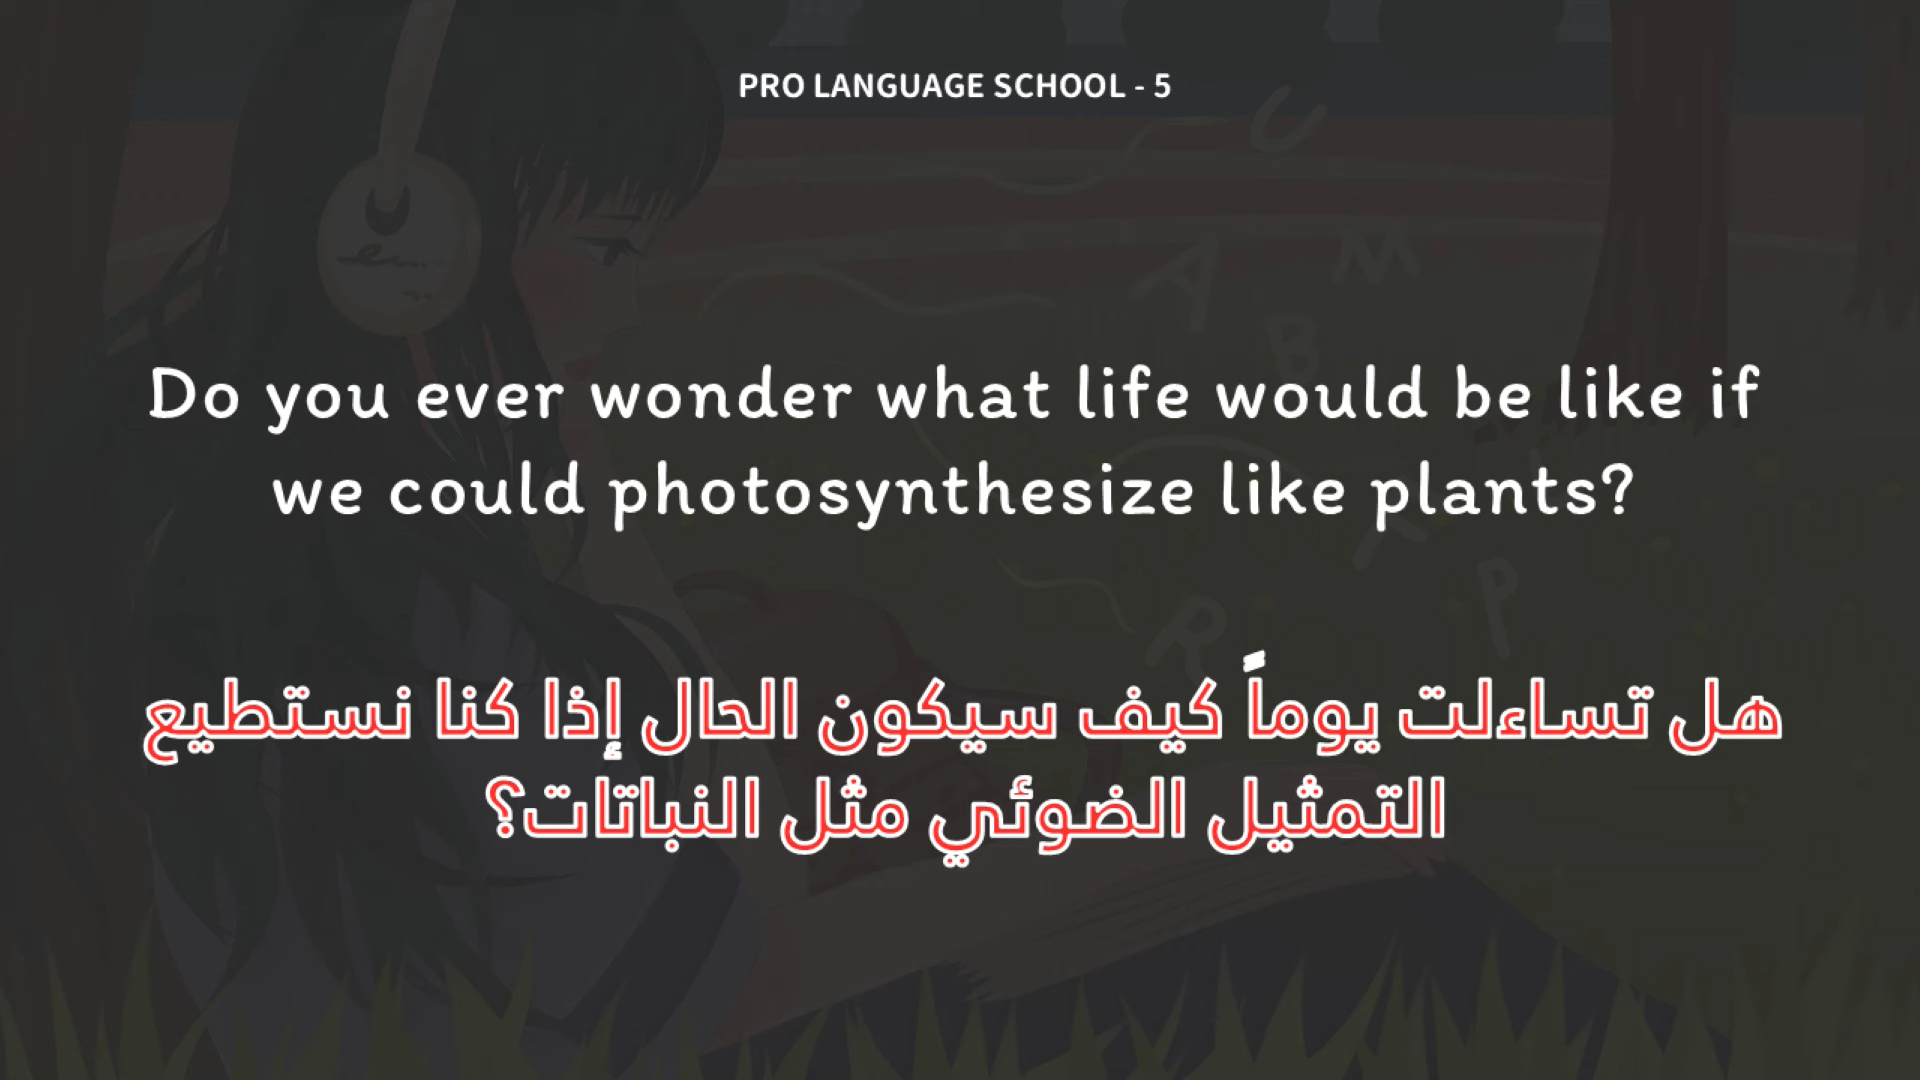 PRO LANGUAGE SCHOOL - 5
Do you ever wonder what life would be like if
we could photosynthesize like plants?
هل تساءلت يوماً كيف سيكون الحال إذا كنا نستطيع
التمثيل الضوئي مثل النباتات؟